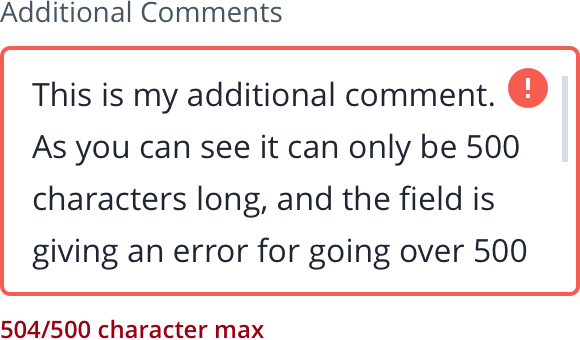 Additional Comments
This is my additional comment.
As you can see it can only be 500
characters long, and the field is
giving an error for going over 500
504/500 character max